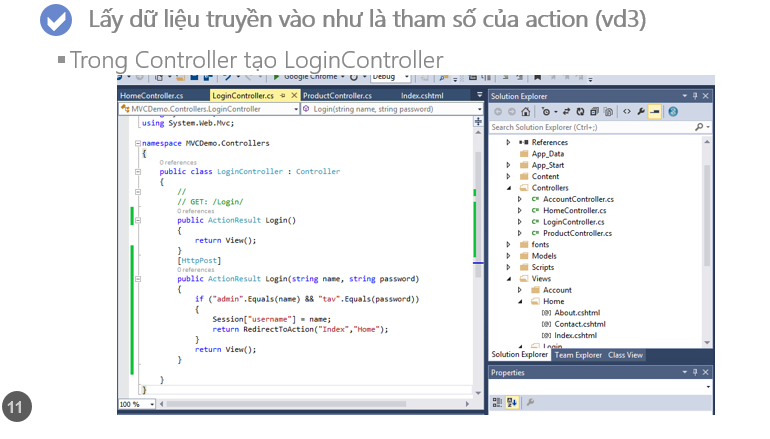 Lấy dữ liệu truyền vào như là tham số của action (vd3)
Trong Controller tạo LoginController
Google Chrome
Debug
HomeController.cs LoginController.cs ProductController.cs Index.cshtml
MVCDemo.Controllers.LoginController Login(string name, string password)
using System.Web.Mvc;
namespace MVCDemo.Controllers
{
0 references
public class LoginController : Controller
{
//
// GET: /Login/
0 references
public ActionResult Login()
{
return View();
}
[HttpPost]
0 references
public ActionResult Login(string name, string password)
{
if ("admin".Equals(name) && "tav".Equals(password))
{
Session["username"] = name;
return RedirectToAction("Index","Home");
}
return View();
}
}
}
100 %
Solution Explorer
Search Solution Explorer (Ctrl+;)
References
App_Data
App_Start
Content
Controllers
AccountController.cs
HomeController.cs
LoginController.cs
ProductController.cs
fonts
Models
Scripts
Views
Account
Home
About.cshtml
Contact.cshtml
Index.cshtml
Login
Solution Explorer Team Explorer Class View
Properties
11